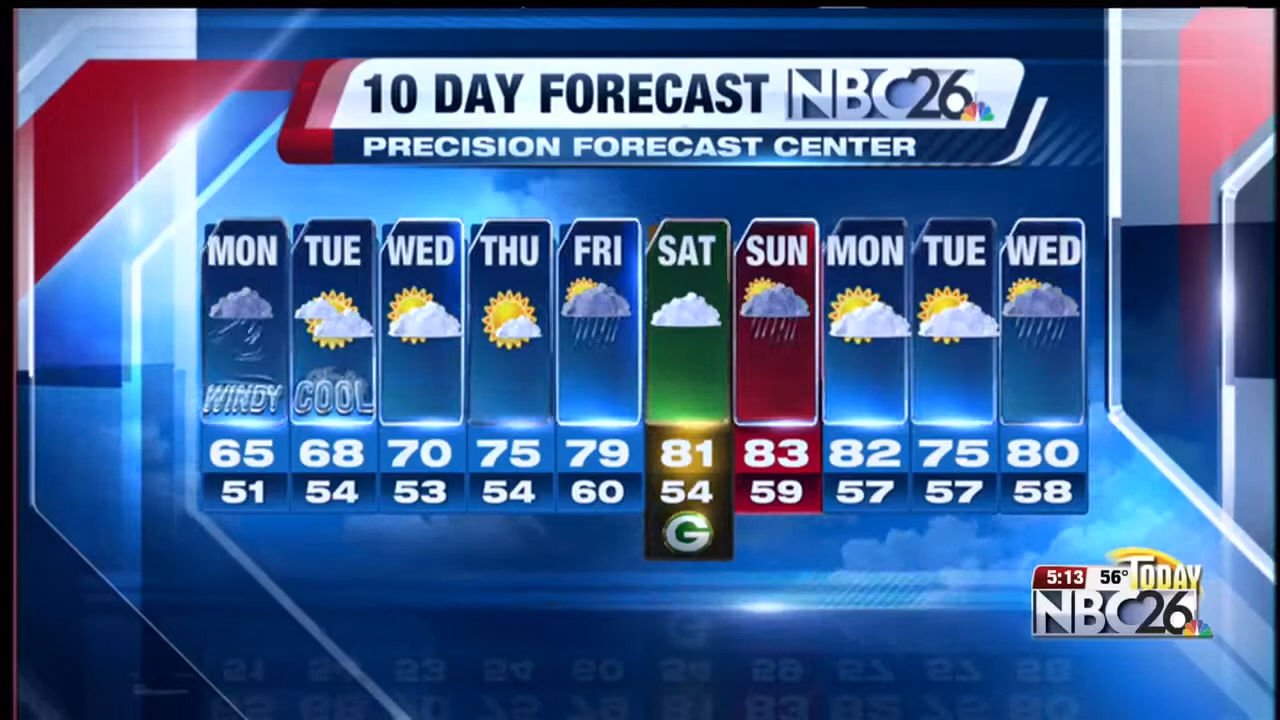 10 DAY FORECAST NBC26
PRECISION FORECAST CENTER
MON TUE WED THU FRI SAT SUN MON TUE WED
WINDY COOL
65 68 70 75 79 81 83 82 75 80
51 54 53 54 60 54 59 57 57 58
G
5:13 56° TODAY
NBC26